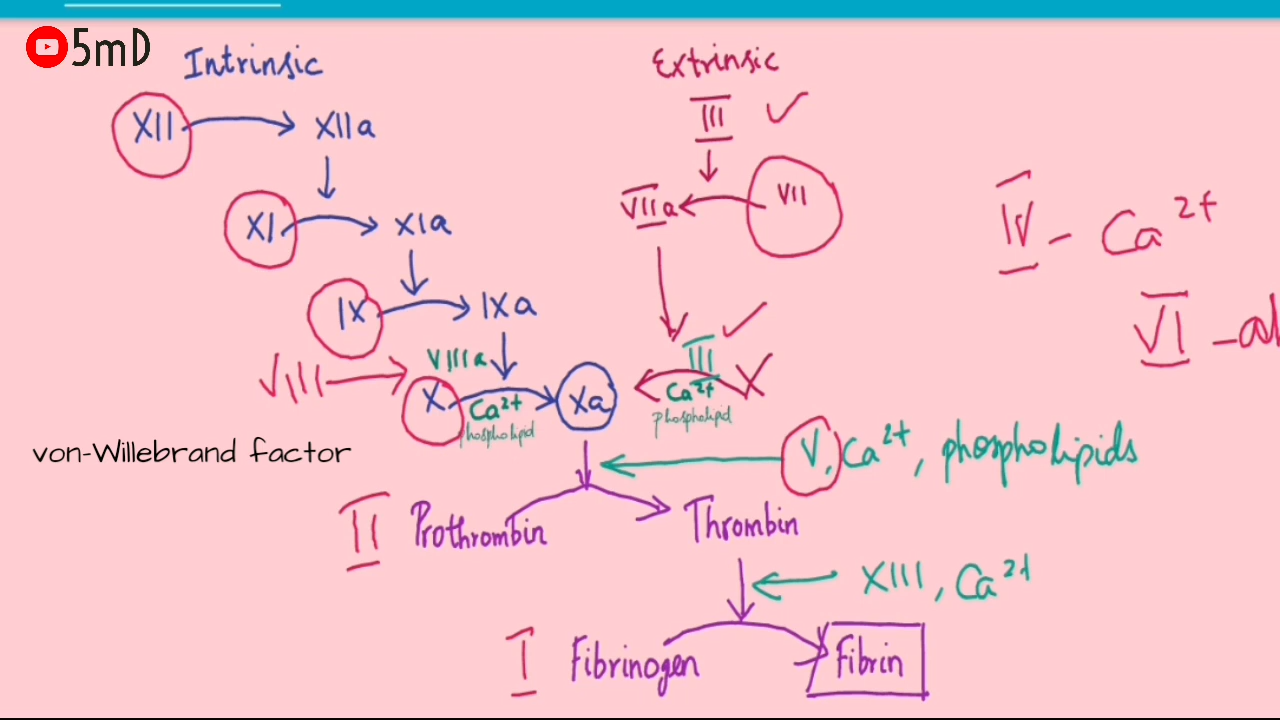 5mD
Intrinsic
Extrinsic
XII → XIIa
III ✓
XI → XIa
VIIa ← VII
IV - Ca²⁺
IX → IXa
VI -
VIII → VIIIa
III ✓
X → Xa
X
Ca²⁺
phospholipid
Ca²⁺
phospholipid
von-Willebrand factor
V, Ca²⁺, phospholipids
II Prothrombin
Thrombin
XIII, Ca²⁺
I Fibrinogen
Fibrin